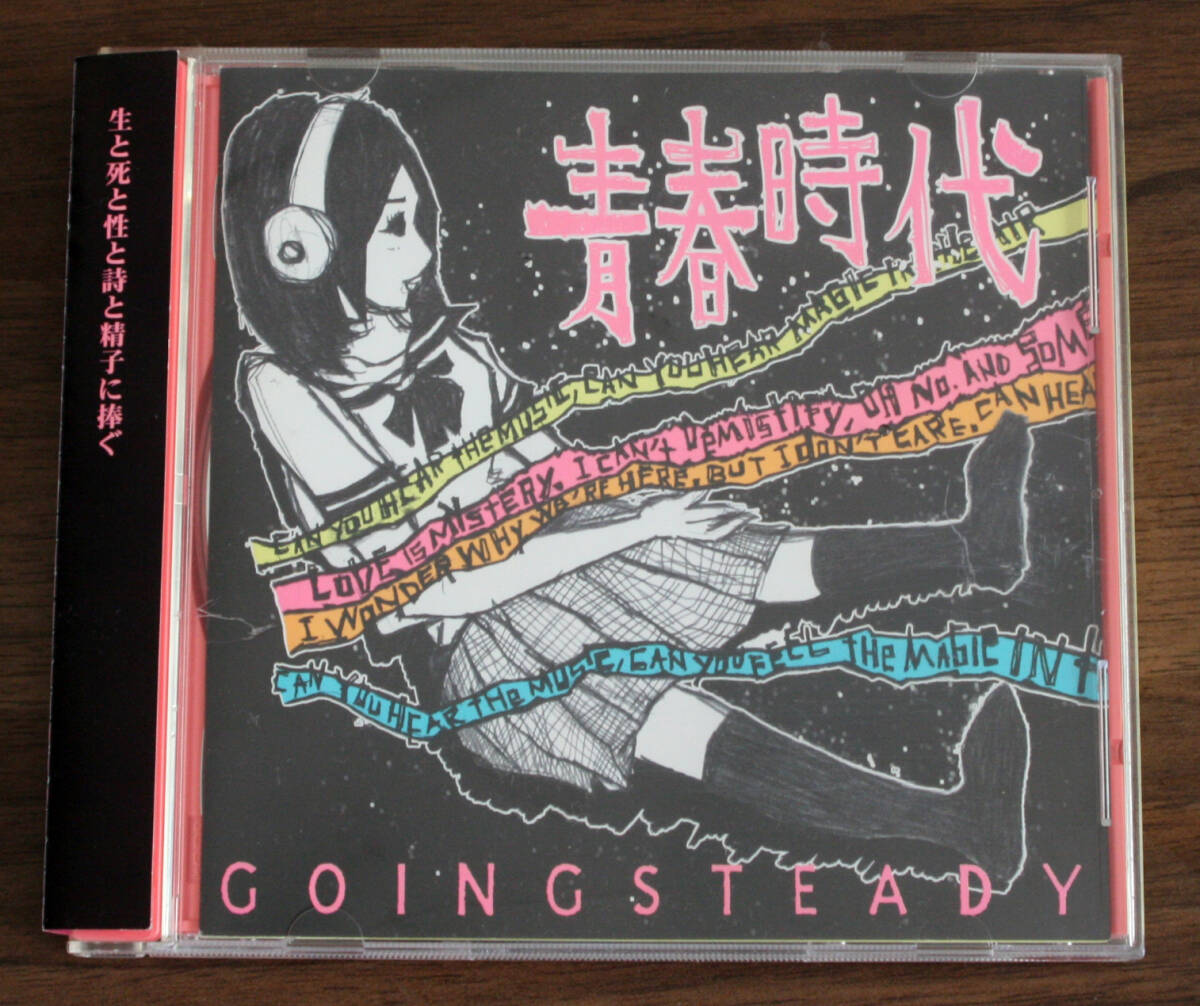 生と死と性と詩と精子に捧ぐ
青春時代
CAN YOU HEAR THE MUSIC, CAN YOU HEAR MAGIC IN THE AIR
LOVE IS MYSTERY. I CAN'T DEMISTIFY, OH NO. AND SOME
I WONDER WHY WE'RE HERE, BUT I DON'T CARE. CAN HEA
CAN YOU HEAR THE MUSIC, CAN YOU FEEL THE MAGIC IN T
GOINGSTEADY